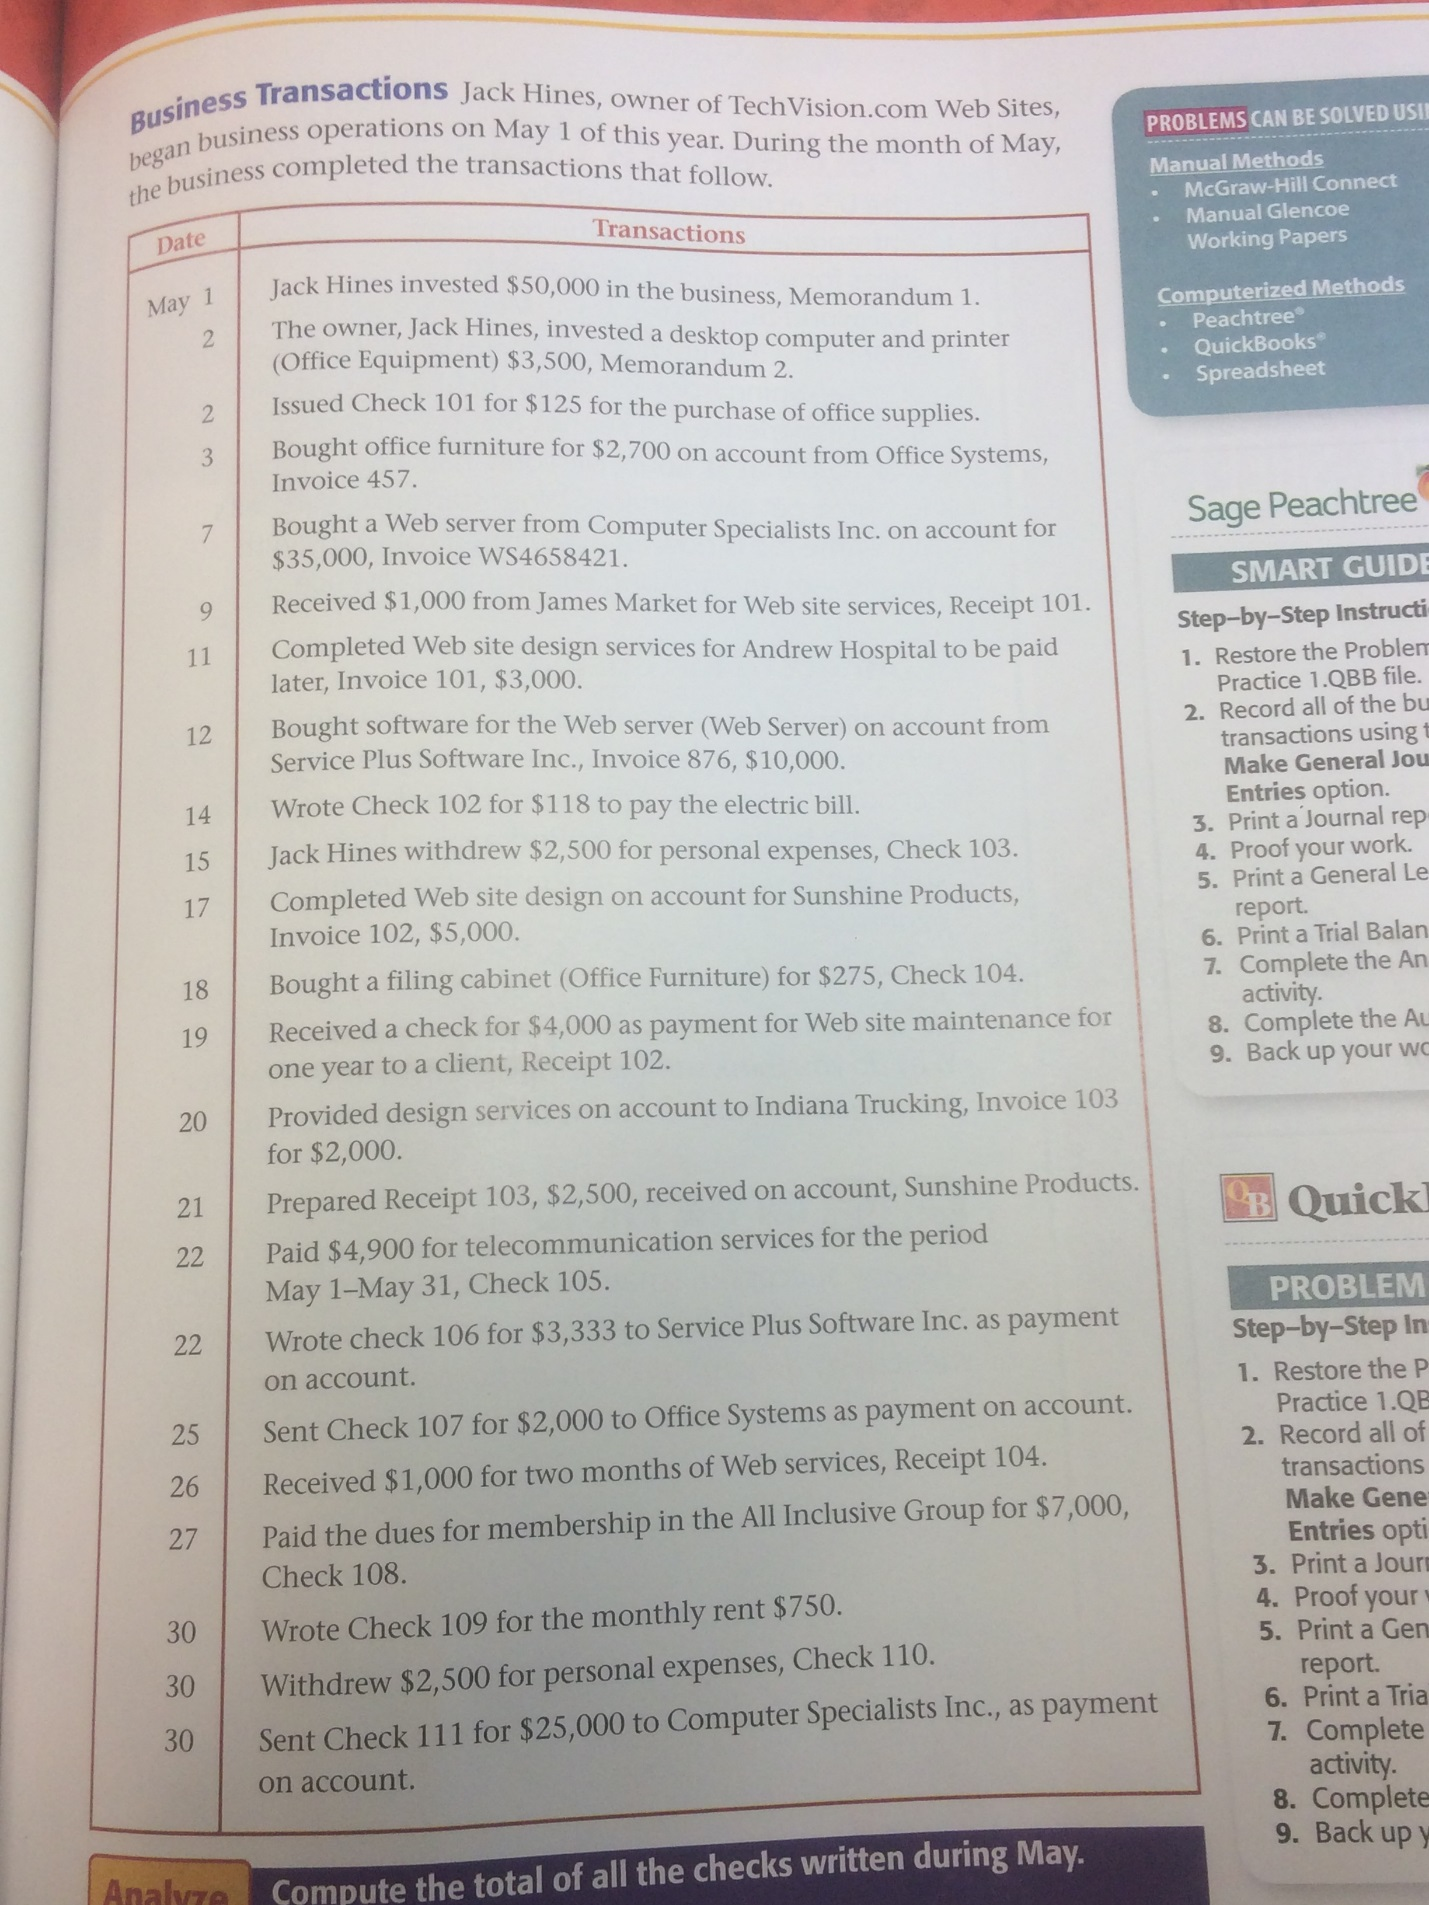 Business Transactions Jack Hines, owner of TechVision.com Web Sites,
began business operations on May 1 of this year. During the month of May,
the business completed the transactions that follow.
Date Transactions
May 1 Jack Hines invested $50,000 in the business, Memorandum 1.
2 The owner, Jack Hines, invested a desktop computer and printer
(Office Equipment) $3,500, Memorandum 2.
2 Issued Check 101 for $125 for the purchase of office supplies.
3 Bought office furniture for $2,700 on account from Office Systems,
Invoice 457.
7 Bought a Web server from Computer Specialists Inc. on account for
$35,000, Invoice WS4658421.
9 Received $1,000 from James Market for Web site services, Receipt 101.
11 Completed Web site design services for Andrew Hospital to be paid
later, Invoice 101, $3,000.
12 Bought software for the Web server (Web Server) on account from
Service Plus Software Inc., Invoice 876, $10,000.
14 Wrote Check 102 for $118 to pay the electric bill.
15 Jack Hines withdrew $2,500 for personal expenses, Check 103.
17 Completed Web site design on account for Sunshine Products,
Invoice 102, $5,000.
18 Bought a filing cabinet (Office Furniture) for $275, Check 104.
19 Received a check for $4,000 as payment for Web site maintenance for
one year to a client, Receipt 102.
20 Provided design services on account to Indiana Trucking, Invoice 103
for $2,000.
21 Prepared Receipt 103, $2,500, received on account, Sunshine Products.
22 Paid $4,900 for telecommunication services for the period
May 1–May 31, Check 105.
22 Wrote check 106 for $3,333 to Service Plus Software Inc. as payment
on account.
25 Sent Check 107 for $2,000 to Office Systems as payment on account.
26 Received $1,000 for two months of Web services, Receipt 104.
27 Paid the dues for membership in the All Inclusive Group for $7,000,
Check 108.
30 Wrote Check 109 for the monthly rent $750.
30 Withdrew $2,500 for personal expenses, Check 110.
30 Sent Check 111 for $25,000 to Computer Specialists Inc., as payment
on account.
Analyze Compute the total of all the checks written during May.
PROBLEMS CAN BE SOLVED
Manual Methods
• McGraw-Hill Connect
• Manual Glencoe
Working Papers
Computerized Methods
• Peachtree®
• QuickBooks®
• Spreadsheet
Sage Peachtree
SMART GUIDE
Step–by–Step
1. Restore the
Practice 1.QBB file.
2. Record all of the
transactions using
Make General
Entries option.
3. Print a Journal
4. Proof your work.
5. Print a General
report.
6. Print a Trial
7. Complete the
activity.
8. Complete the
9. Back up your
QB
PROBLEM
Step–by–Step
1. Restore the
Practice
2. Record all of
transactions
Make
Entries
3. Print a
4. Proof your
5. Print a
report.
6. Print a
7. Complete
activity.
8. Complete
9. Back up